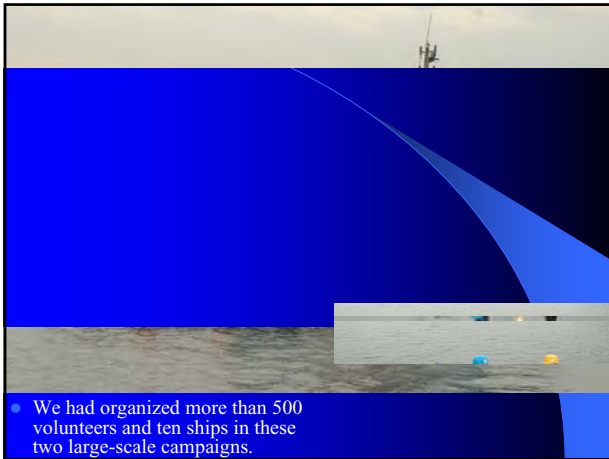 We had organized more than 500
volunteers and ten ships in these
two large-scale campaigns.